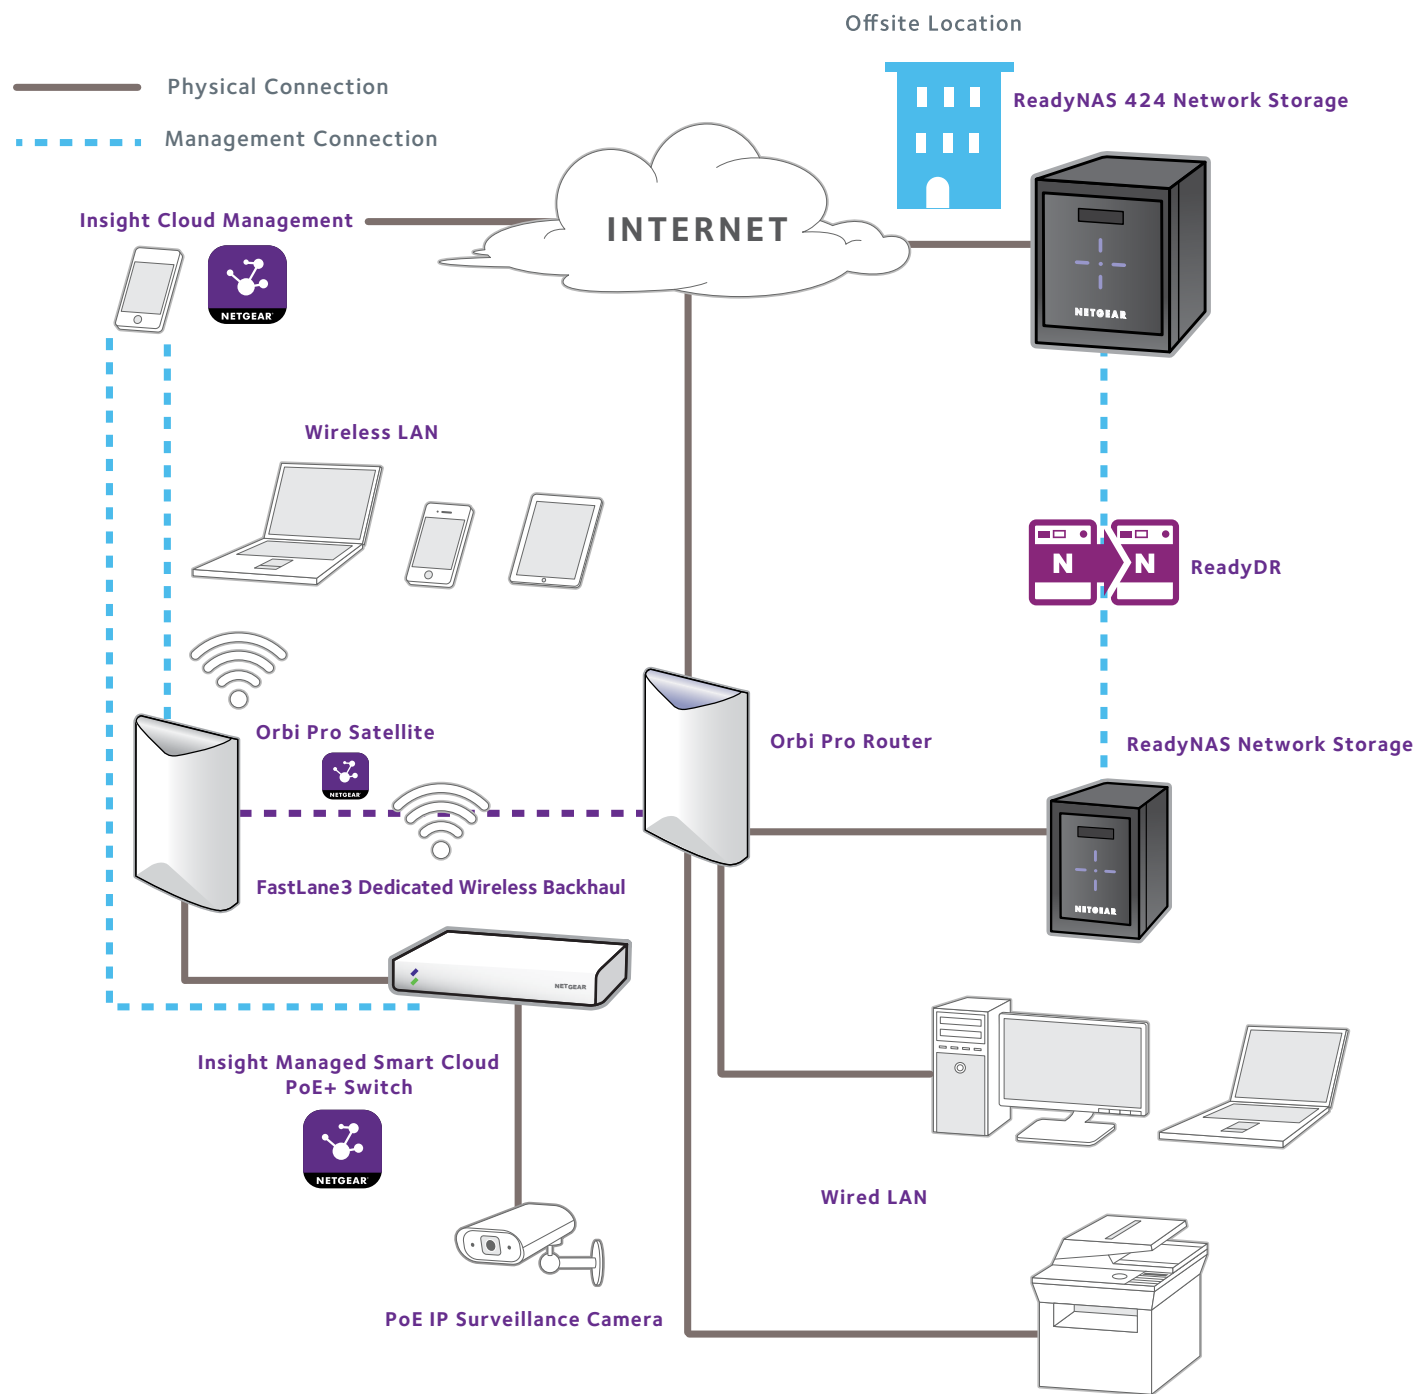 Offsite Location
Physical Connection
ReadyNAS 424 Network Storage
Management Connection
Insight Cloud Management
INTERNET
NETGEAR
NETGEAR
Wireless LAN
N
N
ReadyDR
Orbi Pro Satellite
Orbi Pro Router
ReadyNAS Network Storage
NETGEAR
FastLane3 Dedicated Wireless Backhaul
NETGEAR
NETGEAR
Insight Managed Smart Cloud
PoE+ Switch
NETGEAR
Wired LAN
PoE IP Surveillance Camera